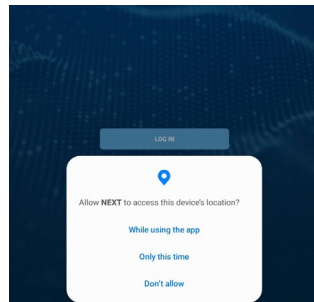 LOG IN
Allow NEXT to access this device's location?
While using the app
Only this time
Don't allow